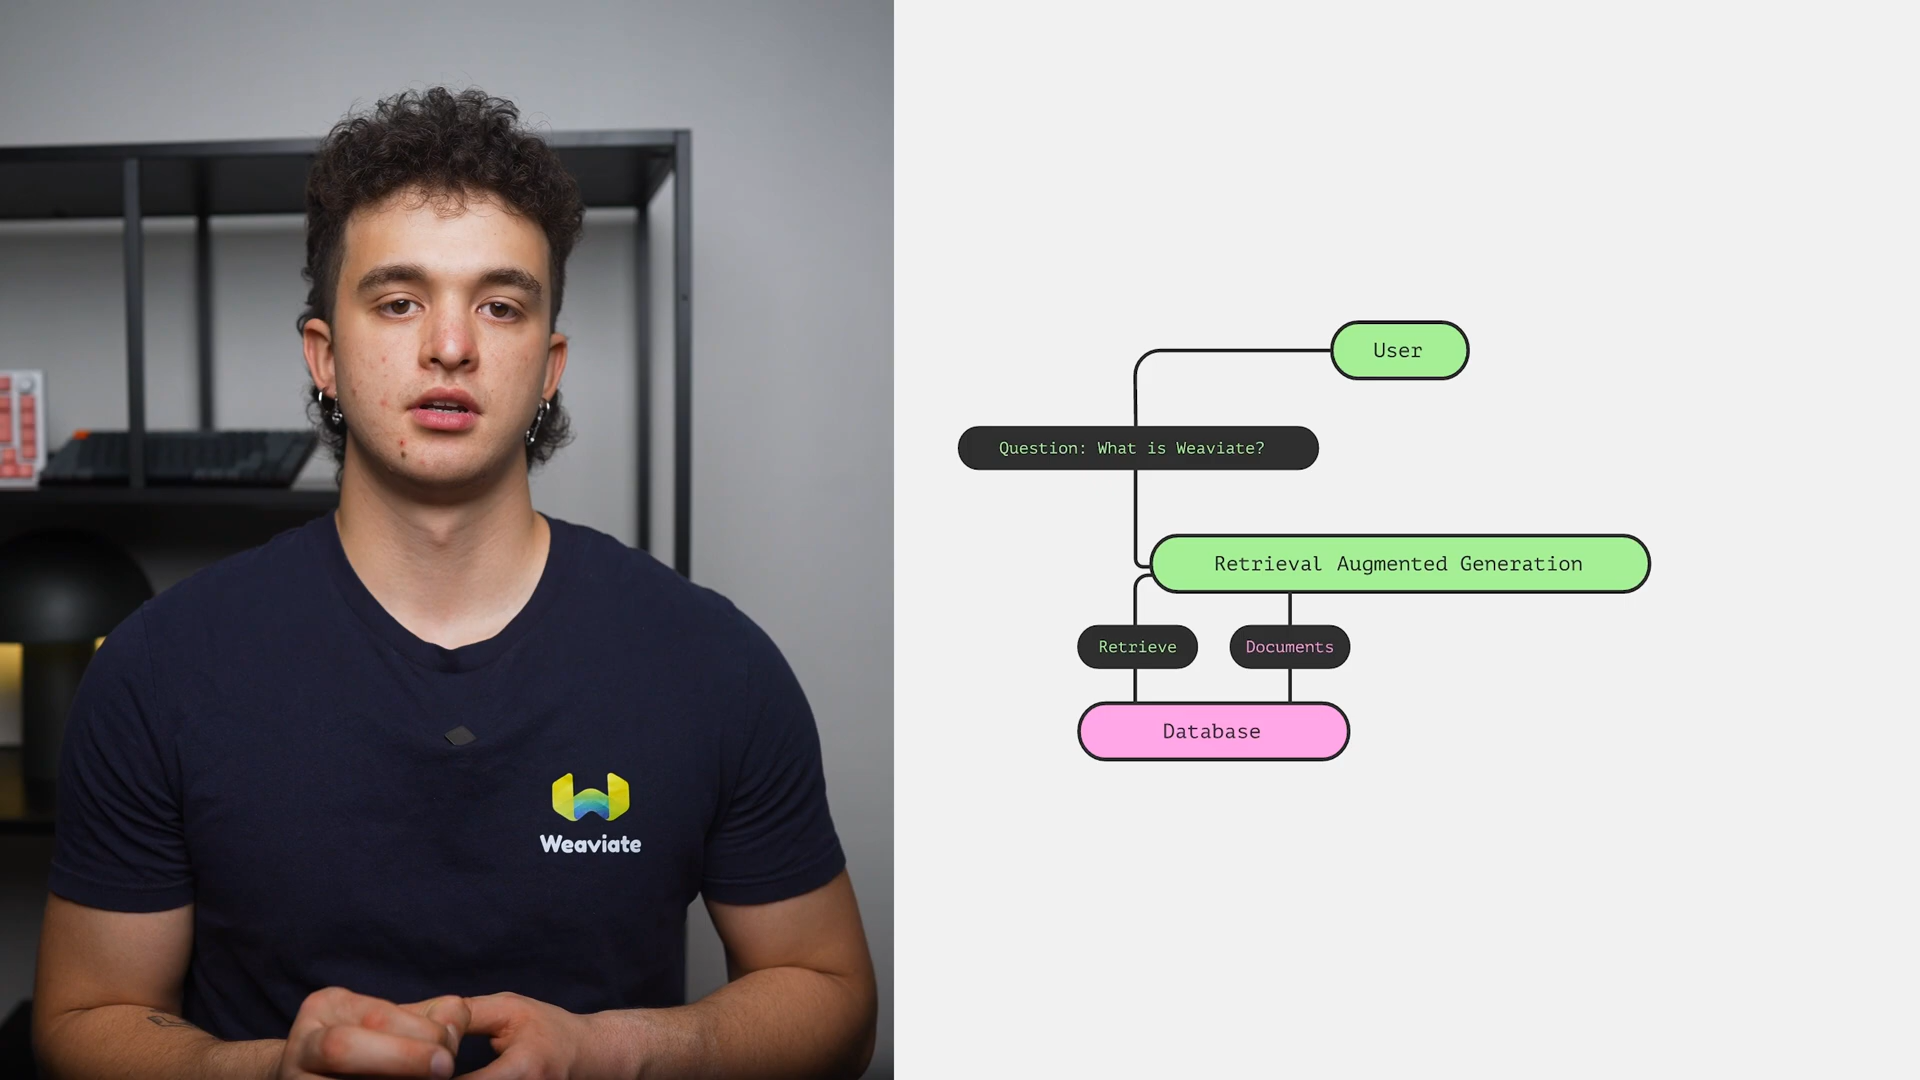 User
Question: What is Weaviate?
Retrieval Augmented Generation
Retrieve
Documents
Database
Weaviate